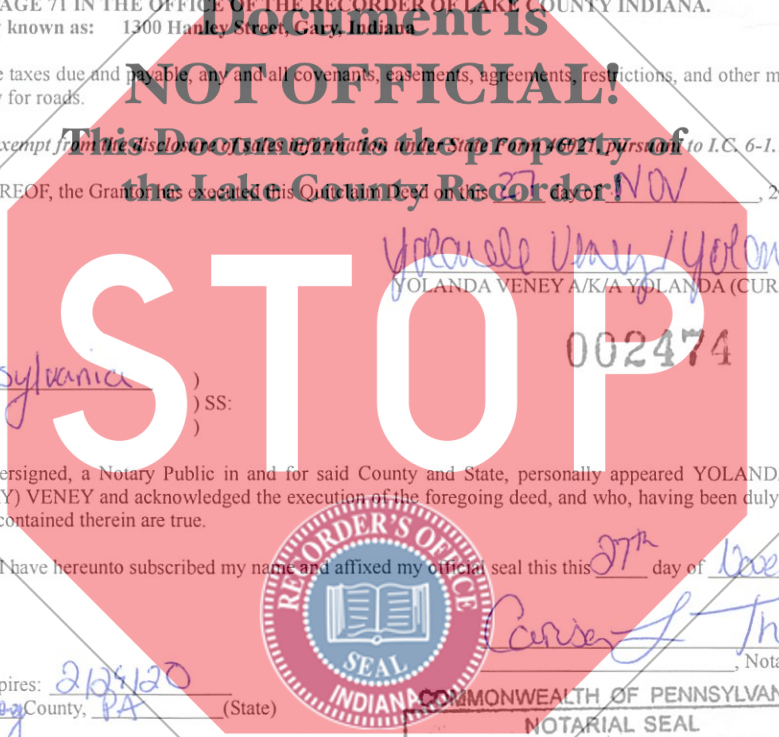 AGE 71 IN THE OFFICE OF THE RECORDER OF LAKE COUNTY INDIANA.
Document is
known as: 1300 Hanley Street, Gary, Indiana
e taxes due and payable, any and all covenants, easements, agreements, restrictions, and other m
NOT OFFICIAL!
y for roads.
This Document is the property of
xempt from the disclosure of sales information under State Form 46021, pursuant to I.C. 6-1.
the Lake County Recorder!
REOF, the Grantor has executed this Quitclaim Deed on this 27 day of NOV , 2
YOLANDA VENEY A/K/A YOLANDA (CUR
STOP
002474
sylvania )
) SS:
)
ersigned, a Notary Public in and for said County and State, personally appeared YOLAND
Y) VENEY and acknowledged the execution of the foregoing deed, and who, having been duly
contained therein are true.
RECORDER'S OFFICE
SEAL
INDIANA
I have hereunto subscribed my name and affixed my official seal this this 27th day of
, Nota
pires: 2/24/20
County, PA (State)
COMMONWEALTH OF PENNSYLVAN
NOTARIAL SEAL